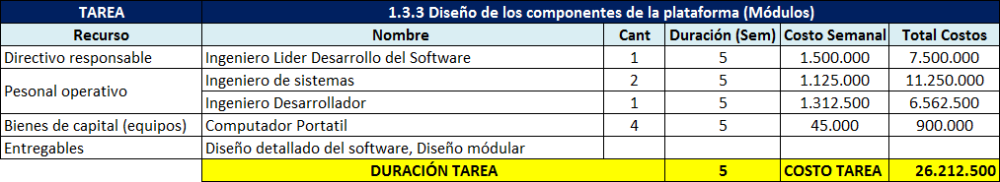 TAREA 1.3.3 Diseño de los componentes de la plataforma (Módulos)
Recurso Nombre Cant Duración (Sem) Costo Semanal Total Costos
Directivo responsable Ingeniero Lider Desarrollo del Software 1 5 1.500.000 7.500.000
Pesonal operativo Ingeniero de sistemas 2 5 1.125.000 11.250.000
Ingeniero Desarrollador 1 5 1.312.500 6.562.500
Bienes de capital (equipos) Computador Portatil 4 5 45.000 900.000
Entregables Diseño detallado del software, Diseño módular
DURACIÓN TAREA 5 COSTO TAREA 26.212.500